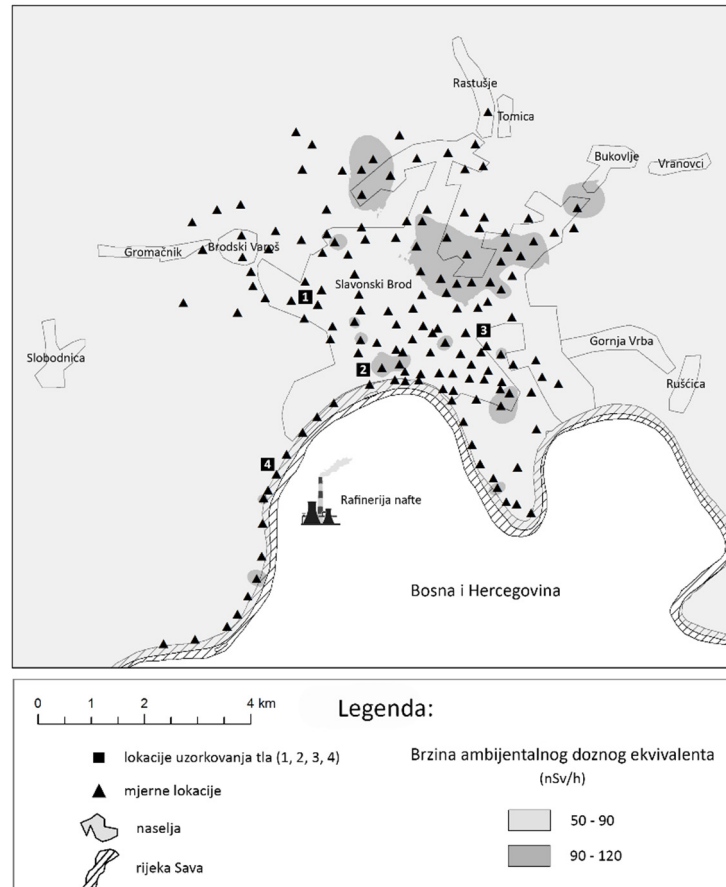 Rastušje
Tomica
Bukovlje
Vranovci
Brodski Varoš
Gromačnik
Slavonski Brod
1
3
Gornja Vrba
Slobodnica
2
Ruščica
4
Rafinerija nafte
Bosna i Hercegovina
0 1 2 4 km
Legenda:
lokacije uzorkovanja tla (1, 2, 3, 4)
mjerne lokacije
naselja
rijeka Sava
Brzina ambijentalnog doznog ekvivalenta
(nSv/h)
50 - 90
90 - 120